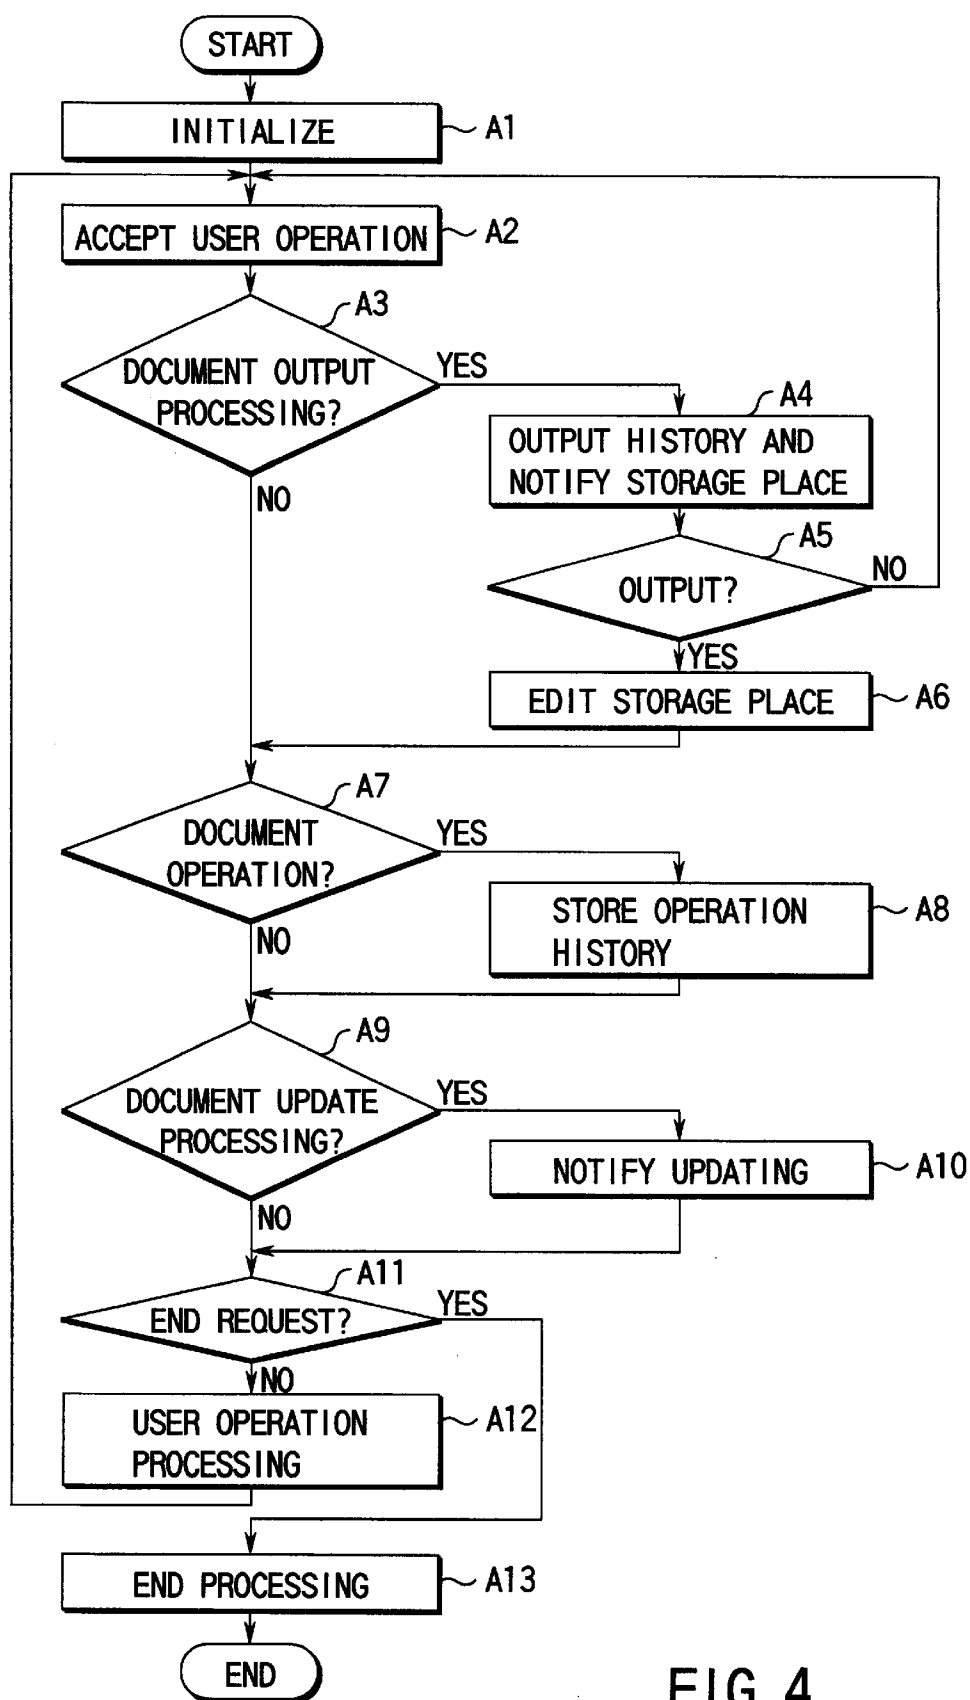 START
INITIALIZE
A1
ACCEPT USER OPERATION
A2
A3
DOCUMENT OUTPUT
PROCESSING?
YES
NO
A4
OUTPUT HISTORY AND
NOTIFY STORAGE PLACE
A5
OUTPUT?
NO
YES
EDIT STORAGE PLACE
A6
A7
DOCUMENT
OPERATION?
YES
NO
STORE OPERATION
HISTORY
A8
A9
DOCUMENT UPDATE
PROCESSING?
YES
NO
NOTIFY UPDATING
A10
A11
END REQUEST?
YES
NO
USER OPERATION
PROCESSING
A12
END PROCESSING
A13
END
FIG. 4